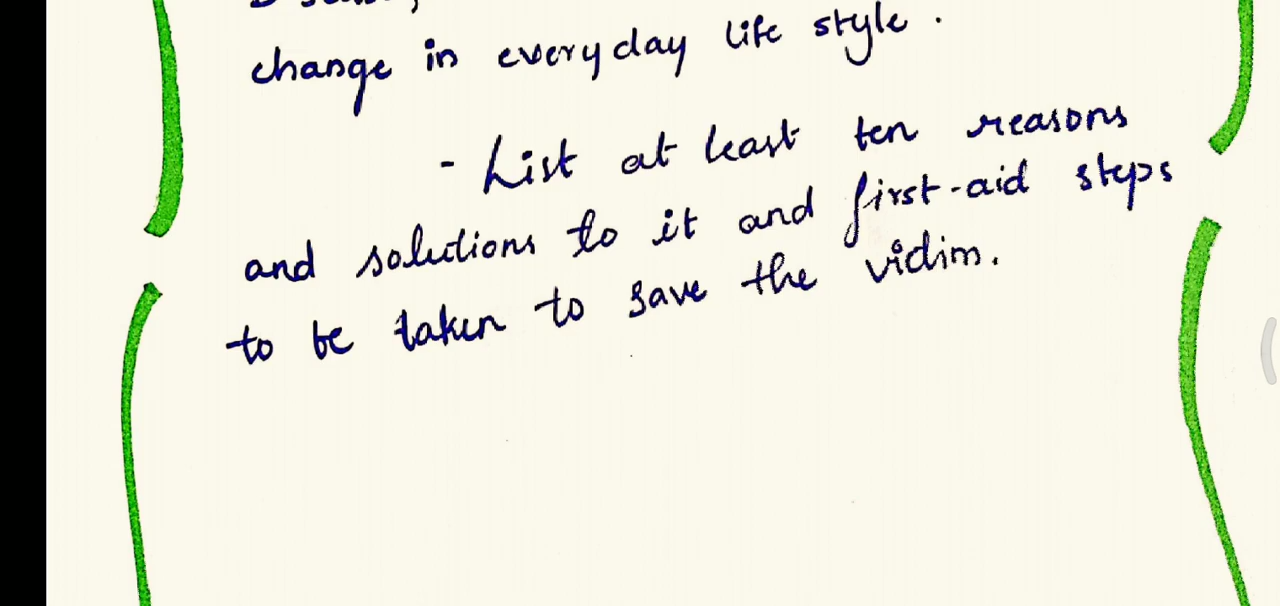 change in everyday life style.
- List at least ten reasons
and solutions to it and first-aid steps
to be taken to save the victim.